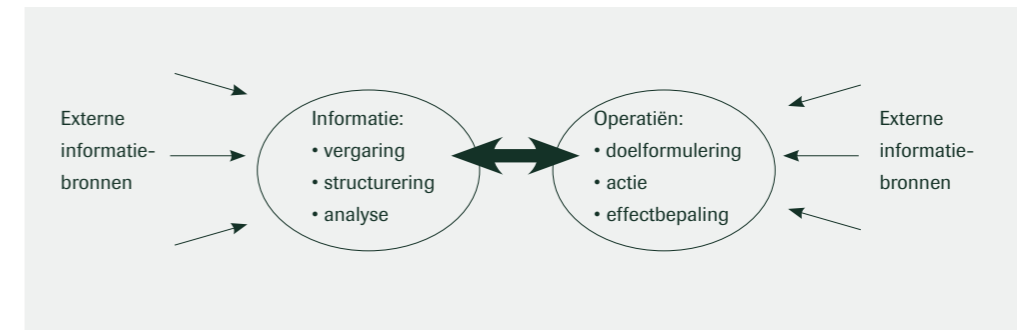 Externe
informatie-
bronnen
Informatie:
• vergaring
• structurering
• analyse
Operatiën:
• doelformulering
• actie
• effectbepaling
Externe
informatie-
bronnen